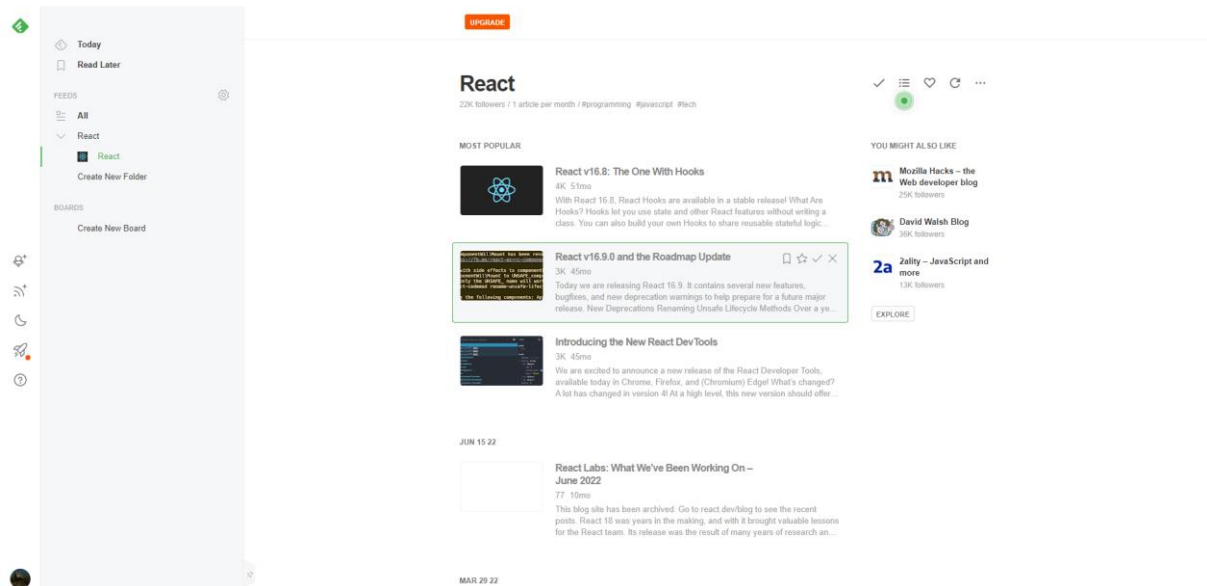 UPGRADE
Today
Read Later
FEEDS
All
React
React
Create New Folder
BOARDS
Create New Board
React
22K followers / 1 article per month / #programming #javascript #tech
MOST POPULAR
React v16.8: The One With Hooks
4K 51mo
With React 16.8, React Hooks are available in a stable release! What Are
Hooks? Hooks let you use state and other React features without writing a
class. You can also build your own Hooks to share reusable stateful logic...
React v16.9.0 and the Roadmap Update
3K 45mo
Today we are releasing React 16.9. It contains several new features,
bugfixes, and new deprecation warnings to help prepare for a future major
release. New Deprecations Renaming Unsafe Lifecycle Methods Over a ye...
Introducing the New React DevTools
3K 45mo
We are excited to announce a new release of the React Developer Tools,
available today in Chrome, Firefox, and (Chromium) Edge! What's changed?
A lot has changed in version 4! At a high level, this new version should offer...
JUN 15 22
React Labs: What We've Been Working On –
June 2022
77 10mo
This blog site has been archived. Go to react.dev/blog to see the recent
posts. React 18 was years in the making, and with it brought valuable lessons
for the React team. Its release was the result of many years of research an...
MAR 29 22
YOU MIGHT ALSO LIKE
m
Mozilla Hacks – the
Web developer blog
25K followers
David Walsh Blog
36K followers
2a
2ality – JavaScript and
more
13K followers
EXPLORE